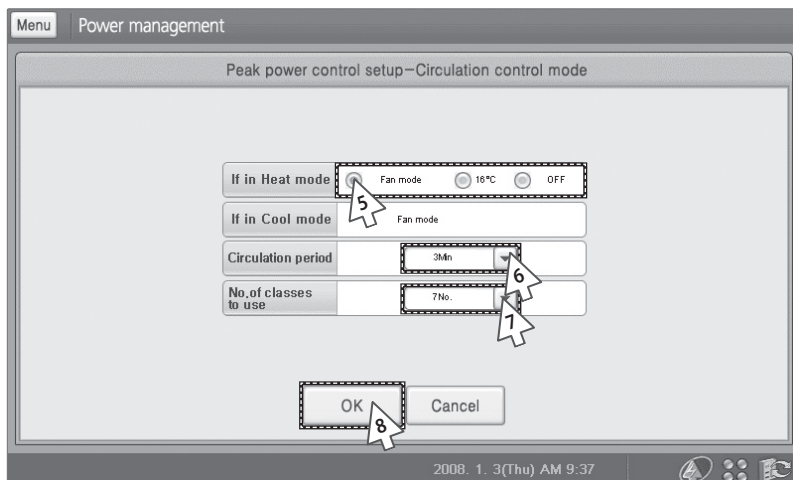 Menu Power management
Peak power control setup-Circulation control mode
If in Heat mode Fan mode 16°C OFF
5
If in Cool mode Fan mode
Circulation period 3Min
6
No.of classes
to use 7No.
7
OK Cancel
8
2008. 1. 3(Thu) AM 9:37